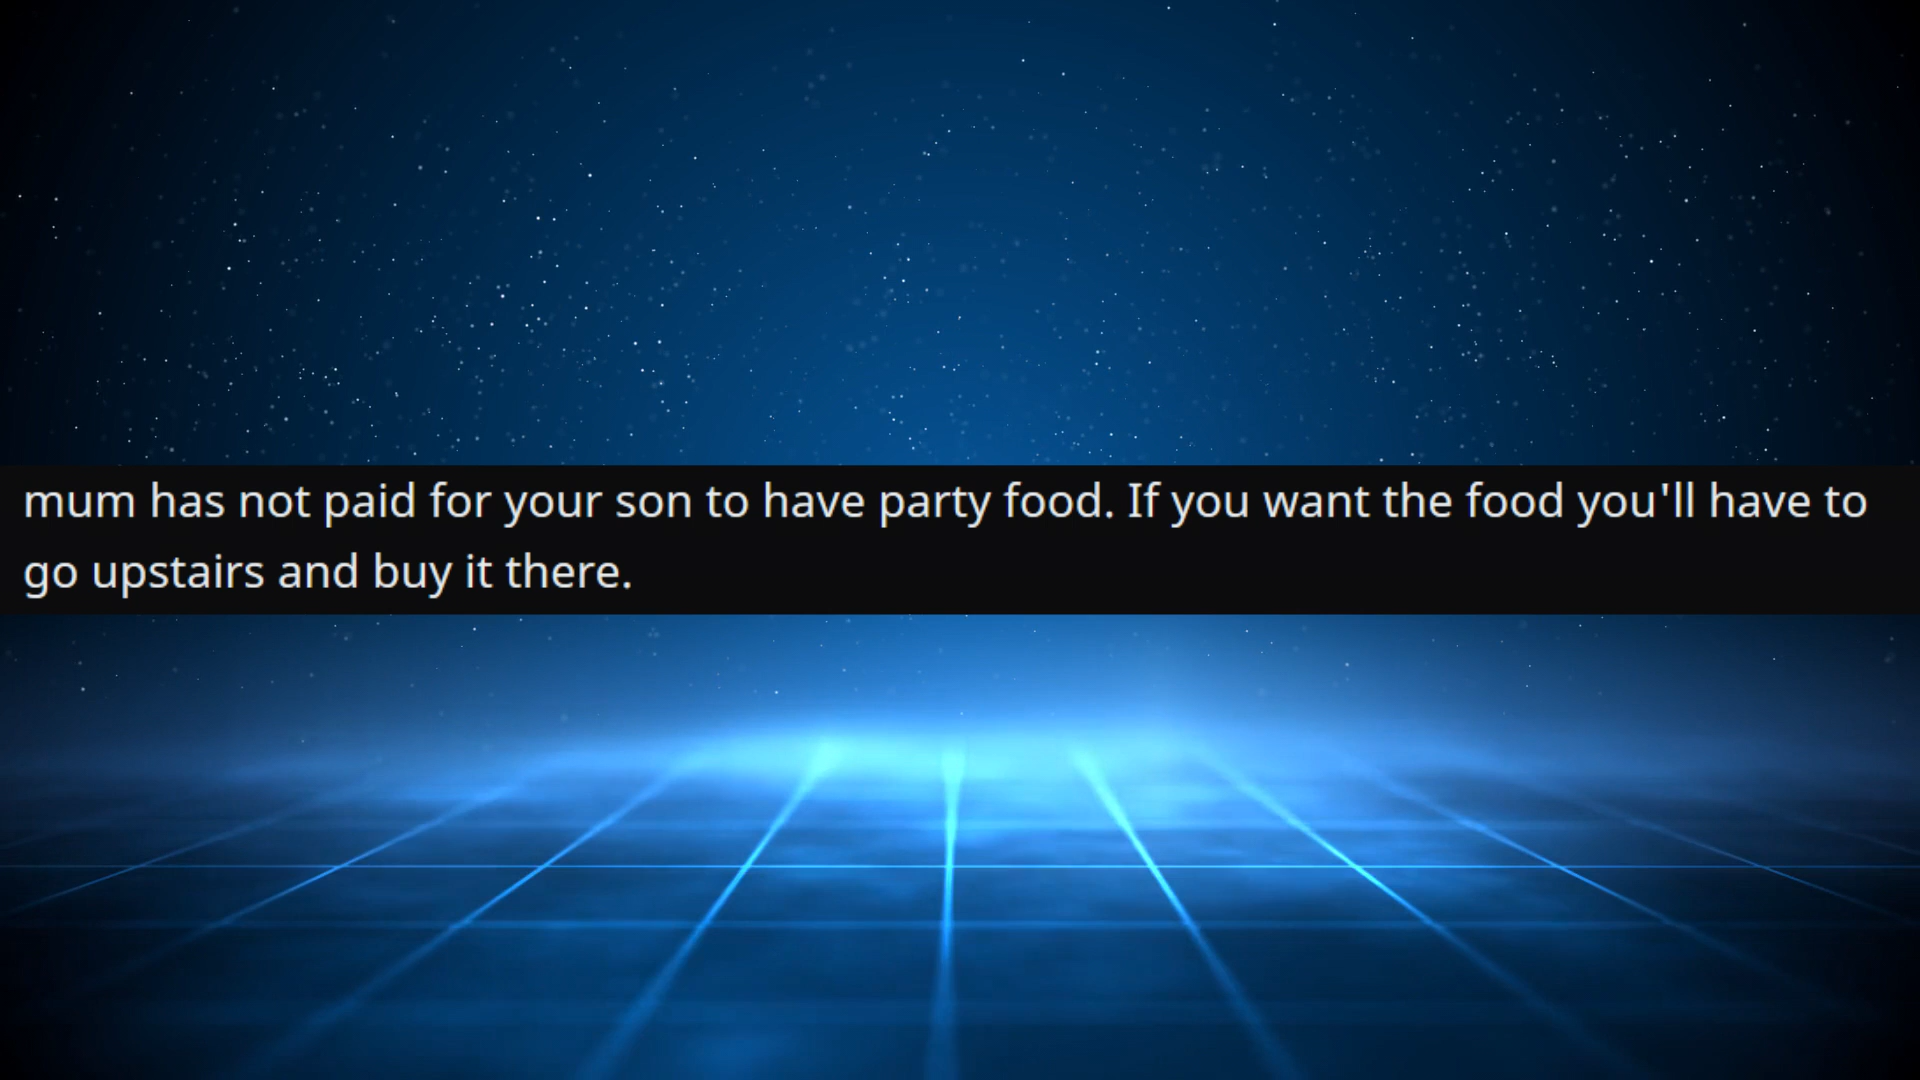 mum has not paid for your son to have party food. If you want the food you'll have to
go upstairs and buy it there.